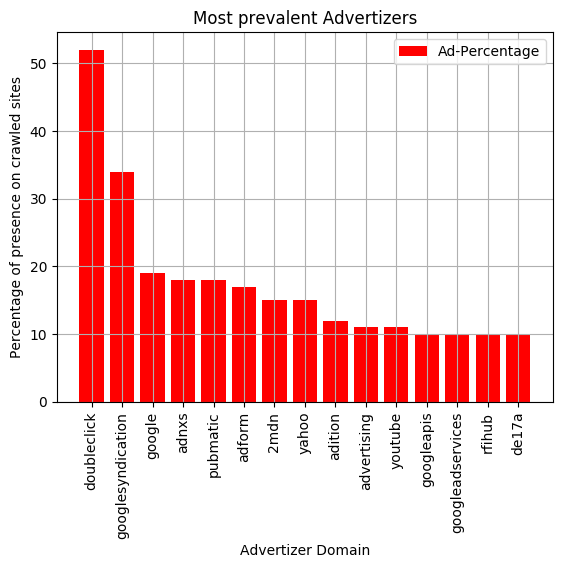 Most prevalent Advertizers
Ad-Percentage
Percentage of presence on crawled sites
50
40
30
20
10
0
doubleclick
googlesyndication
google
adnxs
pubmatic
adform
2mdn
yahoo
adition
advertising
youtube
googleapis
googleadservices
rfihub
de17a
Advertizer Domain